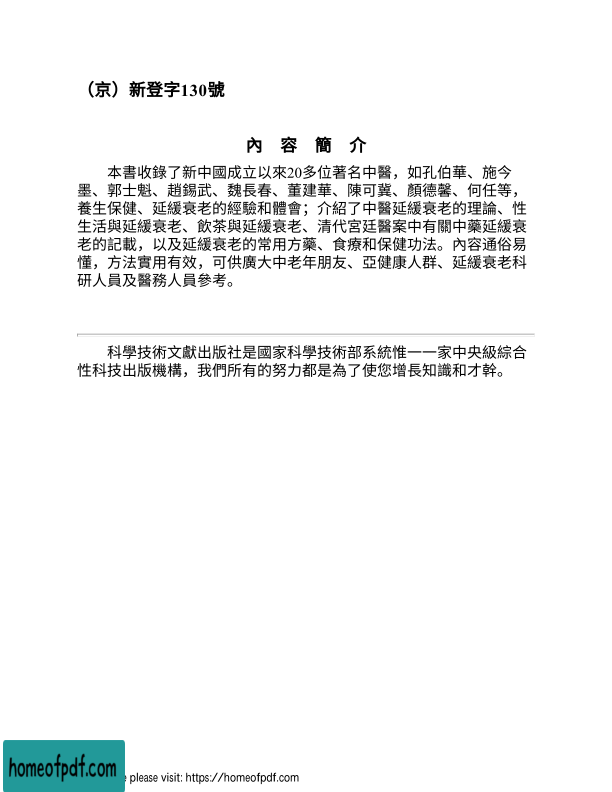 （京）新登字130號
內　容　簡　介
本書收錄了新中國成立以來20多位著名中醫，如孔伯華、施今
墨、郭士魁、趙錫武、魏長春、董建華、陳可冀、顏德馨、何任等，
養生保健、延緩衰老的經驗和體會；介紹了中醫延緩衰老的理論、性
生活與延緩衰老、飲茶與延緩衰老、清代宮廷醫案中有關中藥延緩衰
老的記載，以及延緩衰老的常用方藥、食療和保健功法。內容通俗易
懂，方法實用有效，可供廣大中老年朋友、亞健康人群、延緩衰老科
研人員及醫務人員參考。
科學技術文獻出版社是國家科學技術部系統惟一一家中央級綜合
性科技出版機構，我們所有的努力都是為了使您增長知識和才幹。
homeofpdf.com
please visit: https://homeofpdf.com